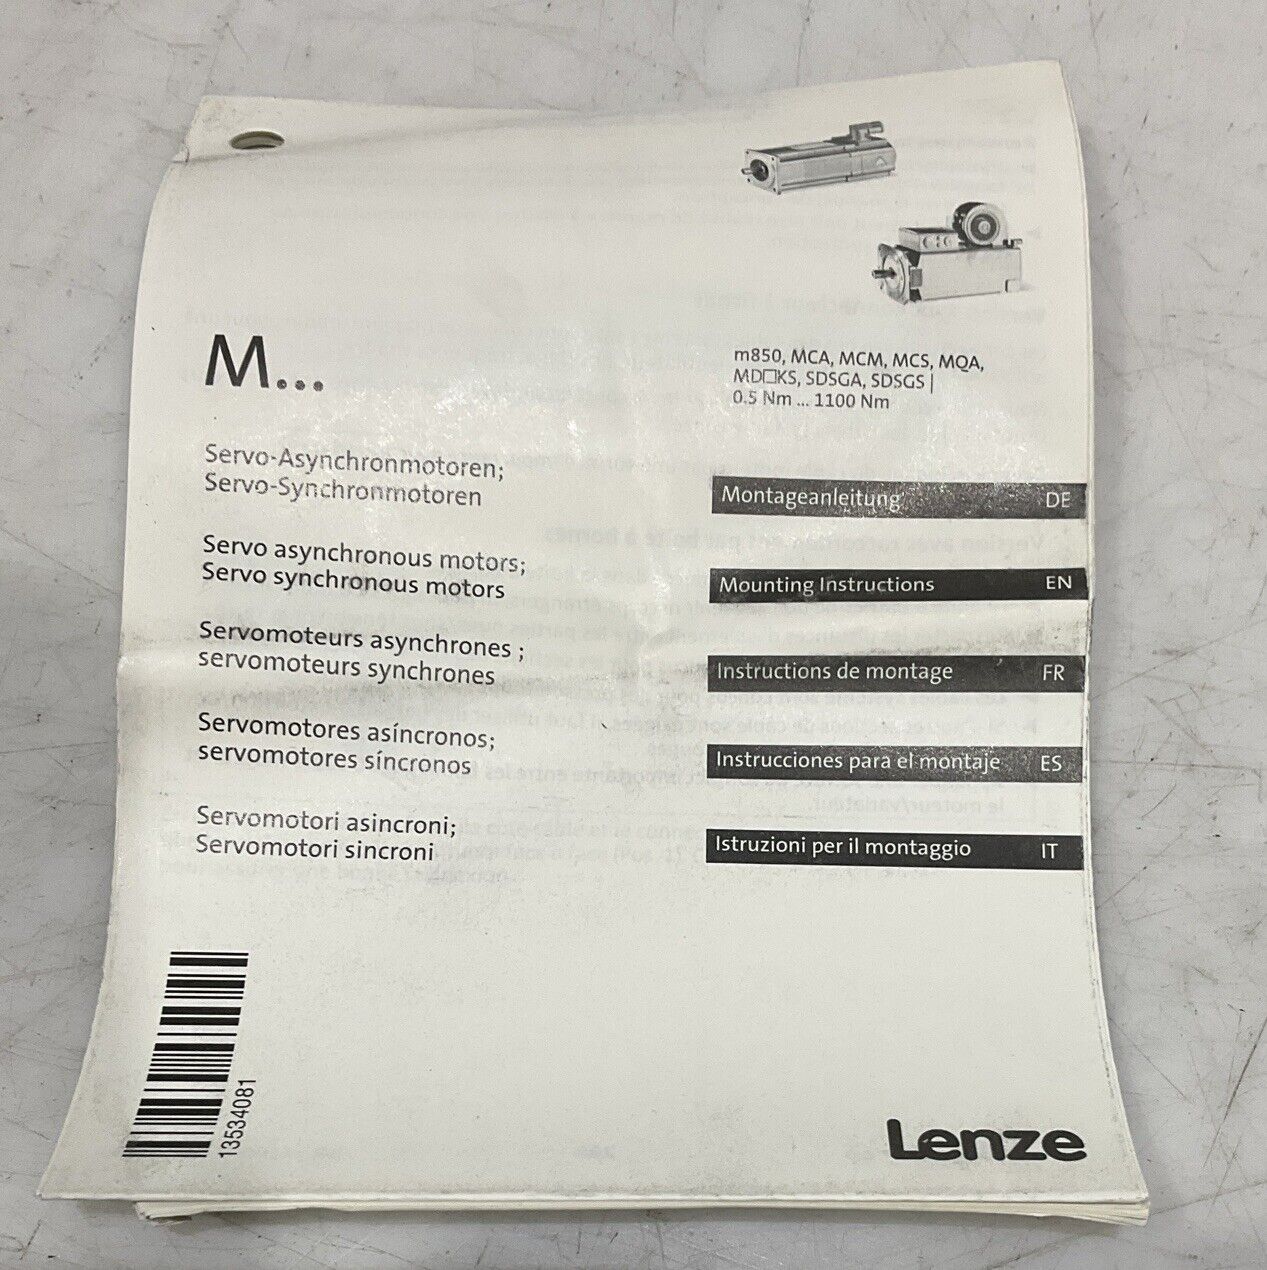 M...
m850, MCA, MCM, MCS, MQA,
MD□KS, SDSGA, SDSGS |
0.5 Nm ... 1100 Nm
Servo-Asynchronmotoren;
Servo-Synchronmotoren
Montageanleitung DE
Servo asynchronous motors;
Servo synchronous motors
Mounting Instructions EN
Servomoteurs asynchrones ;
servomoteurs synchrones
Instructions de montage FR
Servomotores asíncronos;
servomotores síncronos
Instrucciones para el montaje ES
Servomotori asincroni;
Servomotori sincroni
Istruzioni per il montaggio IT
13534081
Lenze